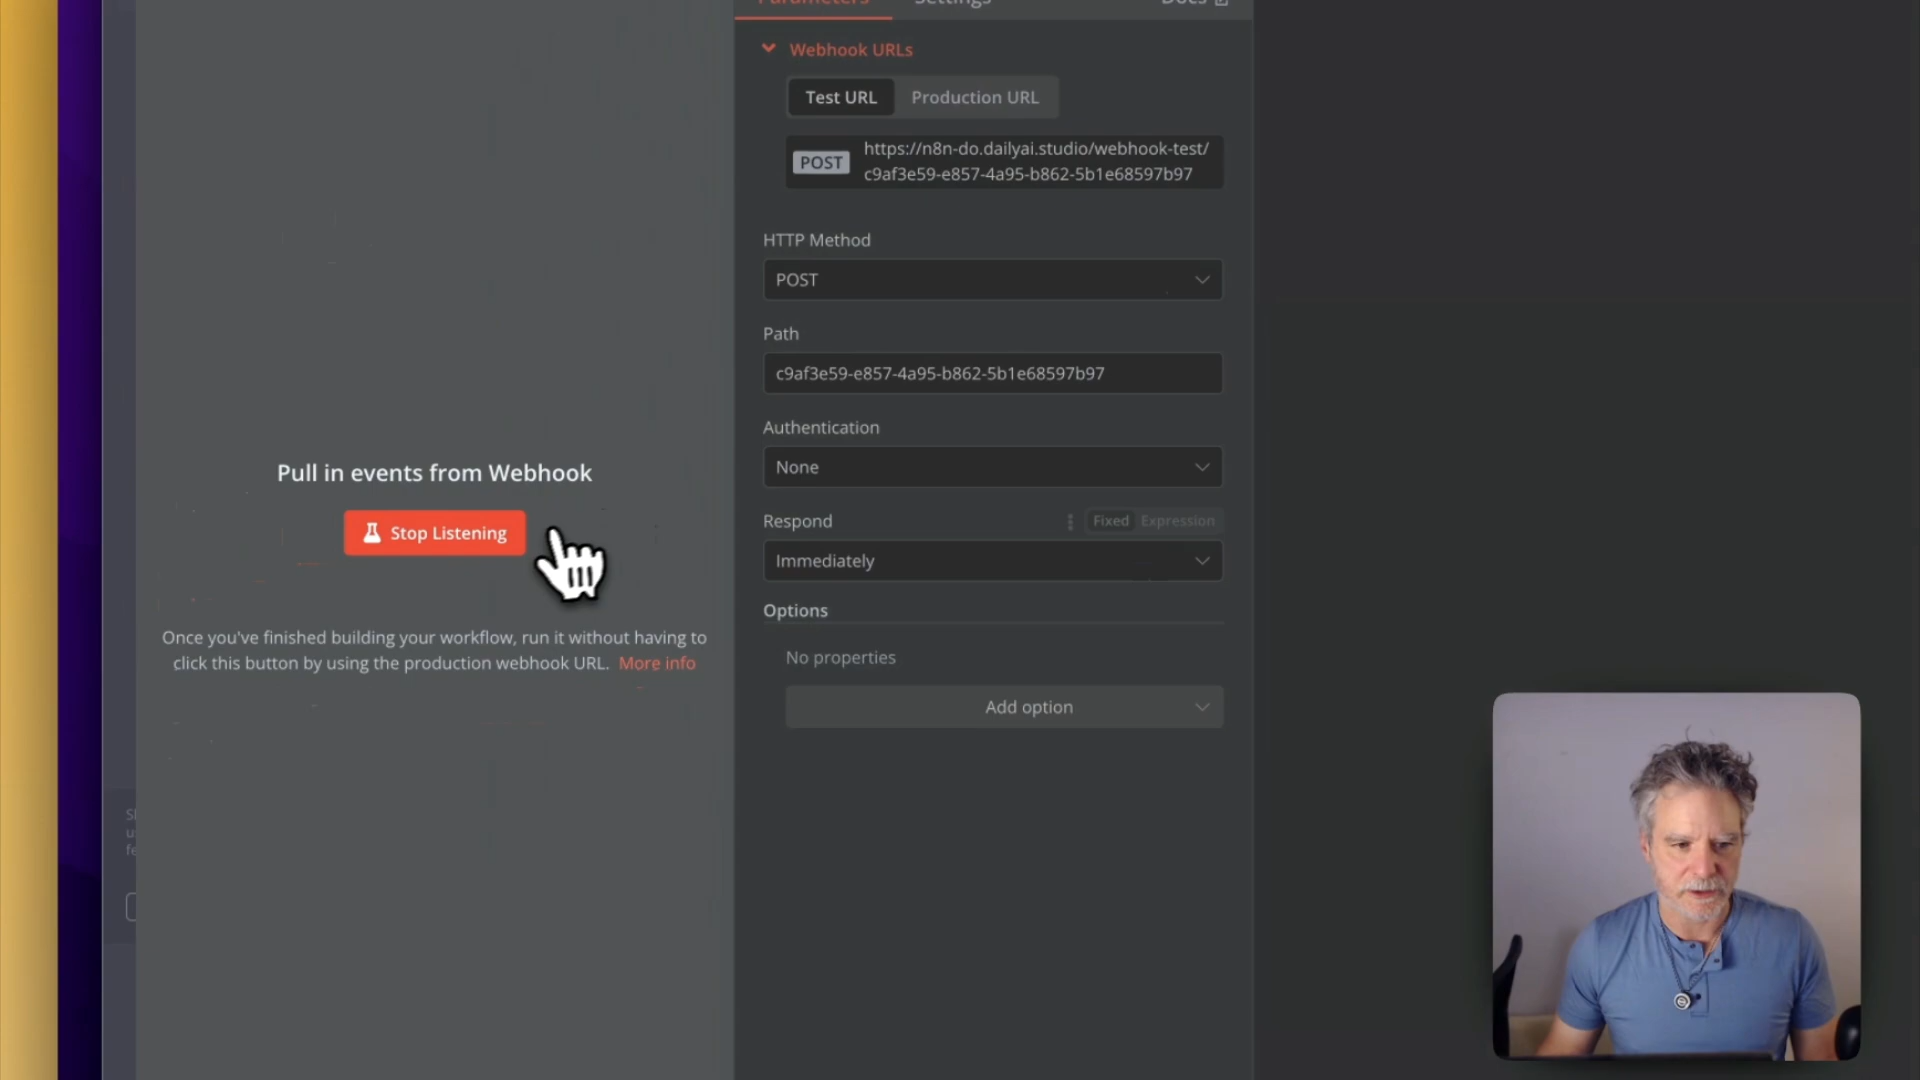 Parameters
Settings
Docs
Webhook URLs
Test URL
Production URL
POST
https://n8n-do.dailyai.studio/webhook-test/
c9af3e59-e857-4a95-b862-5b1e68597b97
HTTP Method
POST
Path
c9af3e59-e857-4a95-b862-5b1e68597b97
Authentication
None
Pull in events from Webhook
Stop Listening
Respond
Fixed
Expression
Immediately
Options
Once you've finished building your workflow, run it without having to
click this button by using the production webhook URL. More info
No properties
Add option